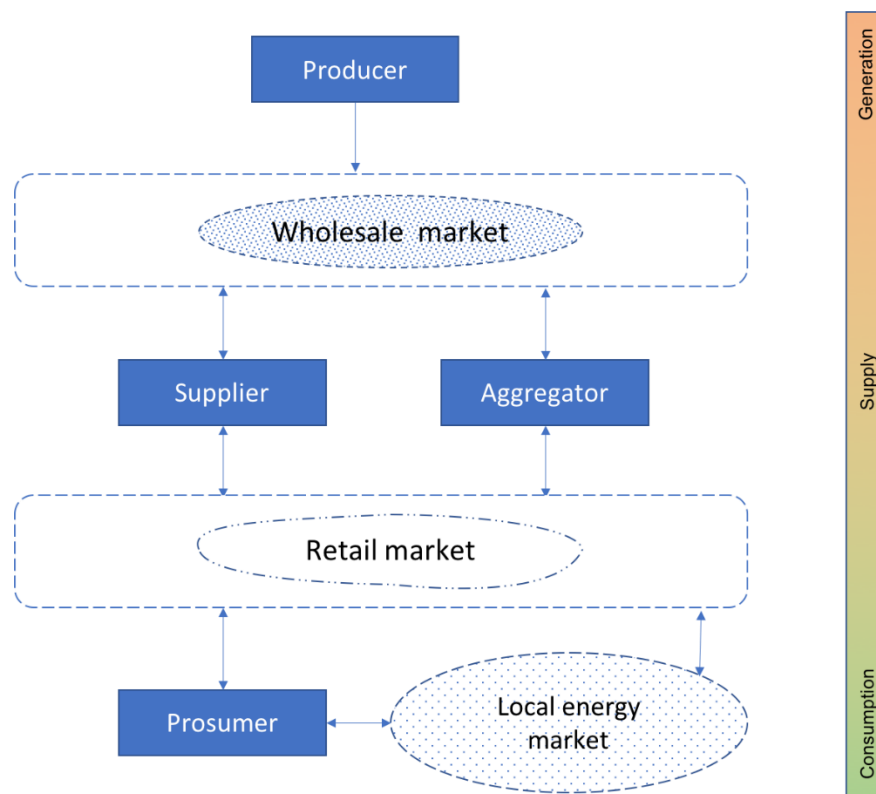 Producer
Generation
Wholesale market
Supplier
Aggregator
Supply
Retail market
Prosumer
Local energy
market
Consumption